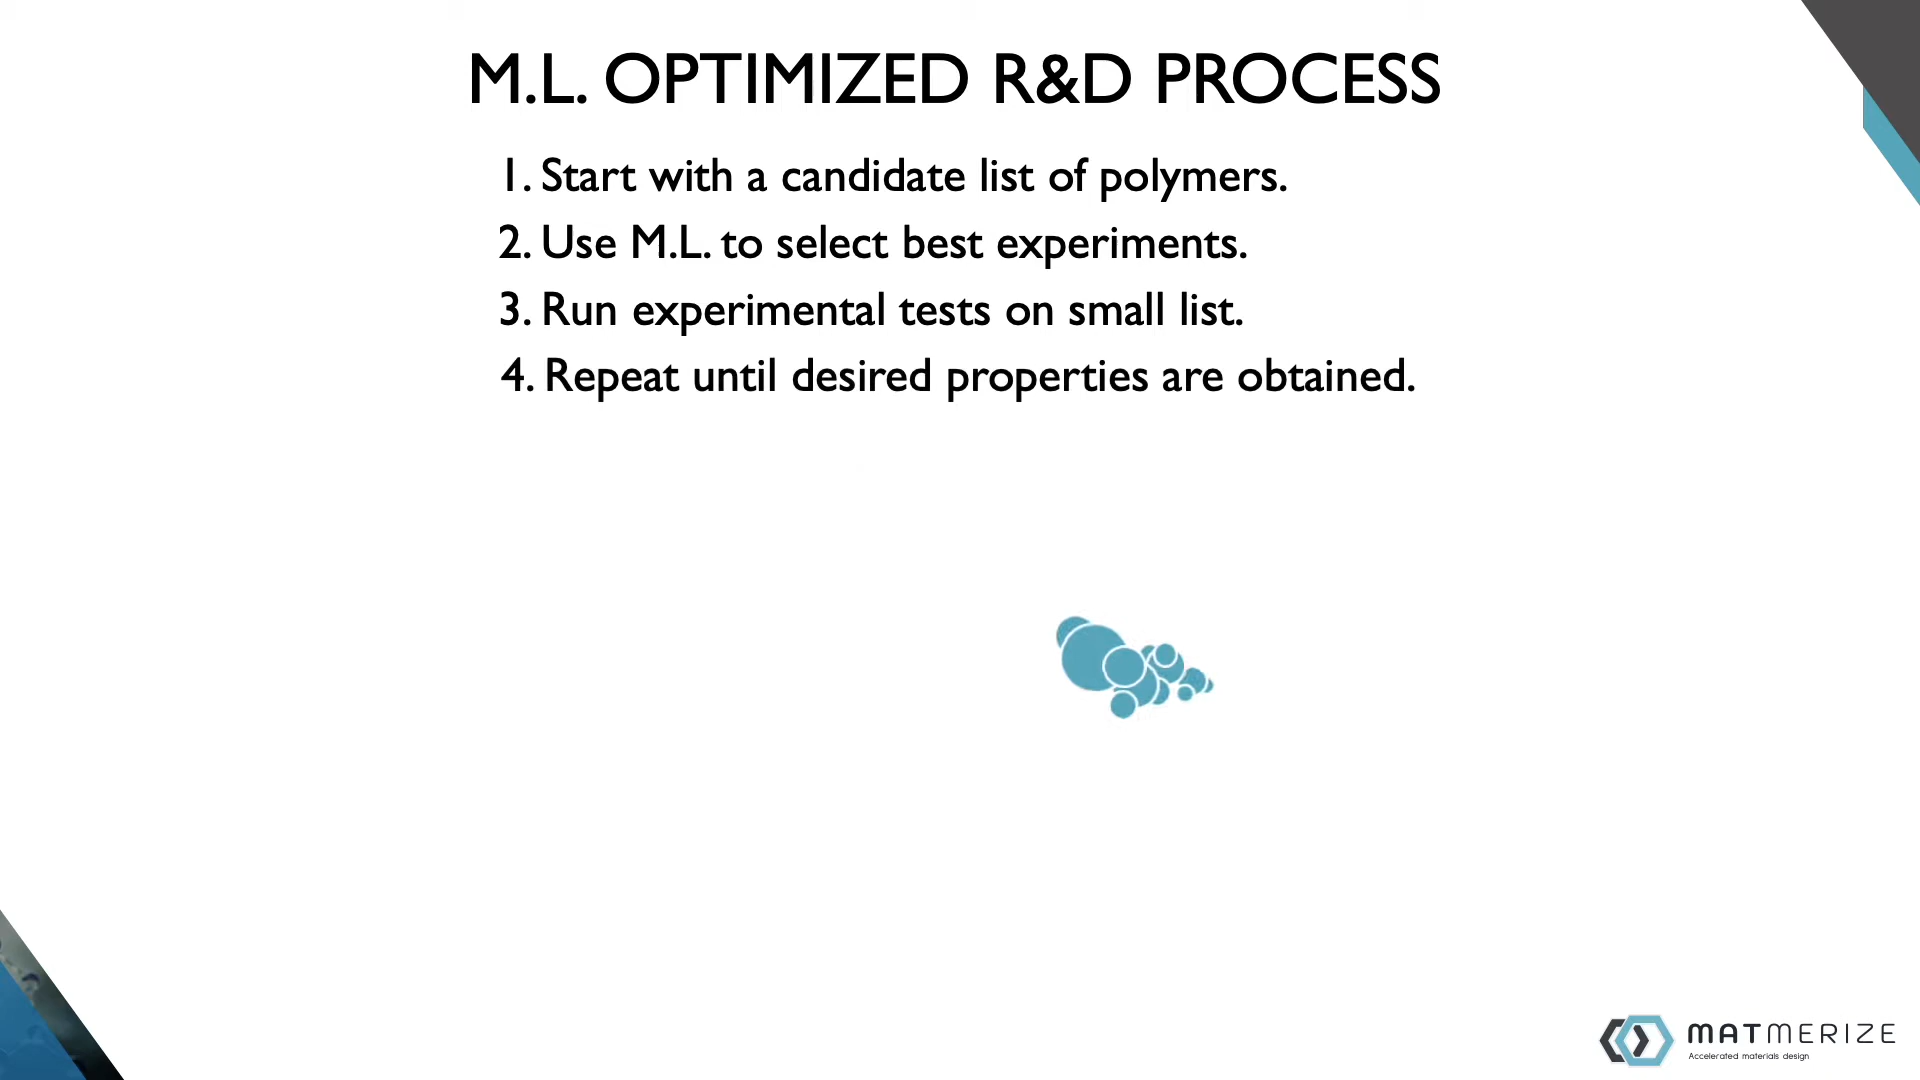 M.L. OPTIMIZED R&D PROCESS
1. Start with a candidate list of polymers.
2. Use M.L. to select best experiments.
3. Run experimental tests on small list.
4. Repeat until desired properties are obtained.
MATMERIZE
Accelerated materials design